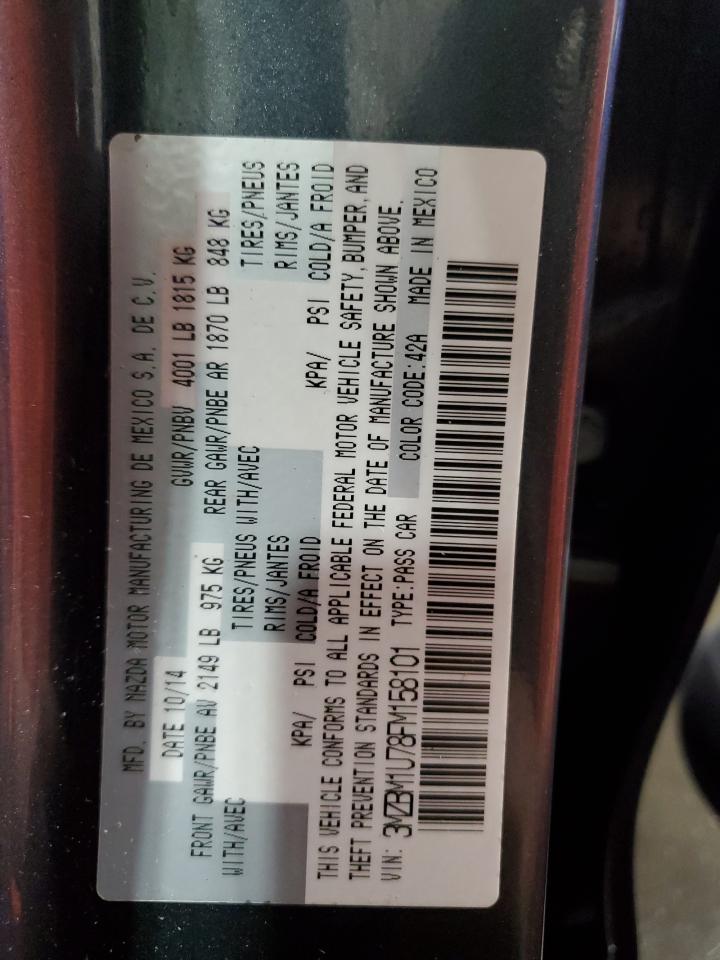 MFD. BY MAZDA MOTOR MANUFACTURING DE MEXICO S.A. DE C.V.
DATE 10/14 GVWR/PNBV 4001 LB 1815 KG
FRONT GAWR/PNBE AV 2149 LB 975 KG REAR GAWR/PNBE AR 1870 LB 848 KG
WITH/AVEC TIRES/PNEUS WITH/AVEC TIRES/PNEUS
RIMS/JANTES RIMS/JANTES
KPA/ PSI COLD/A FROID KPA/ PSI COLD/A FROID
THIS VEHICLE CONFORMS TO ALL APPLICABLE FEDERAL MOTOR VEHICLE SAFETY, BUMPER, AND
THEFT PREVENTION STANDARDS IN EFFECT ON THE DATE OF MANUFACTURE SHOWN ABOVE.
VIN: 3MZBM1U78FM158101 TYPE:PASS CAR COLOR CODE:42A MADE IN MEXICO